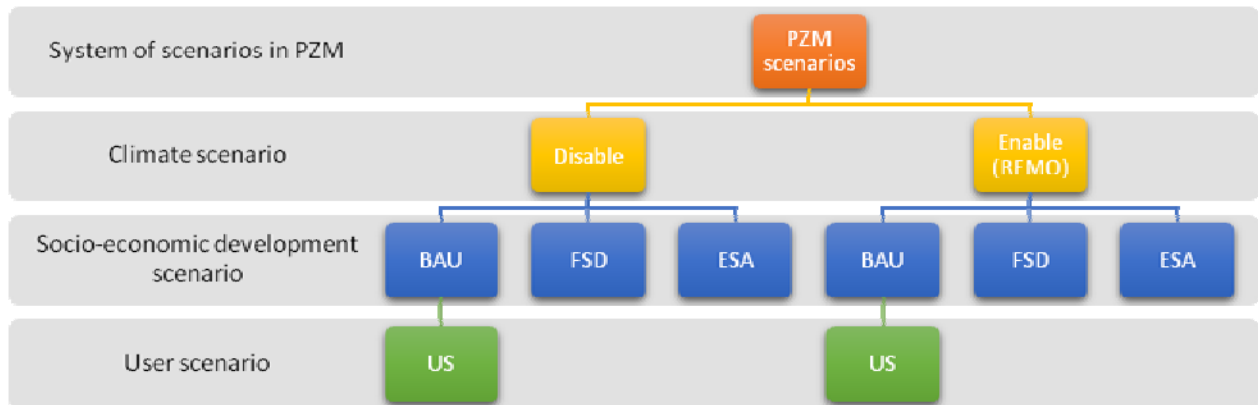 System of scenarios in PZM
PZM
scenarios
Climate scenario
Disable
Enable
(REMO)
Socio-economic development
scenario
BAU
FSD
ESA
BAU
FSD
ESA
User scenario
US
US